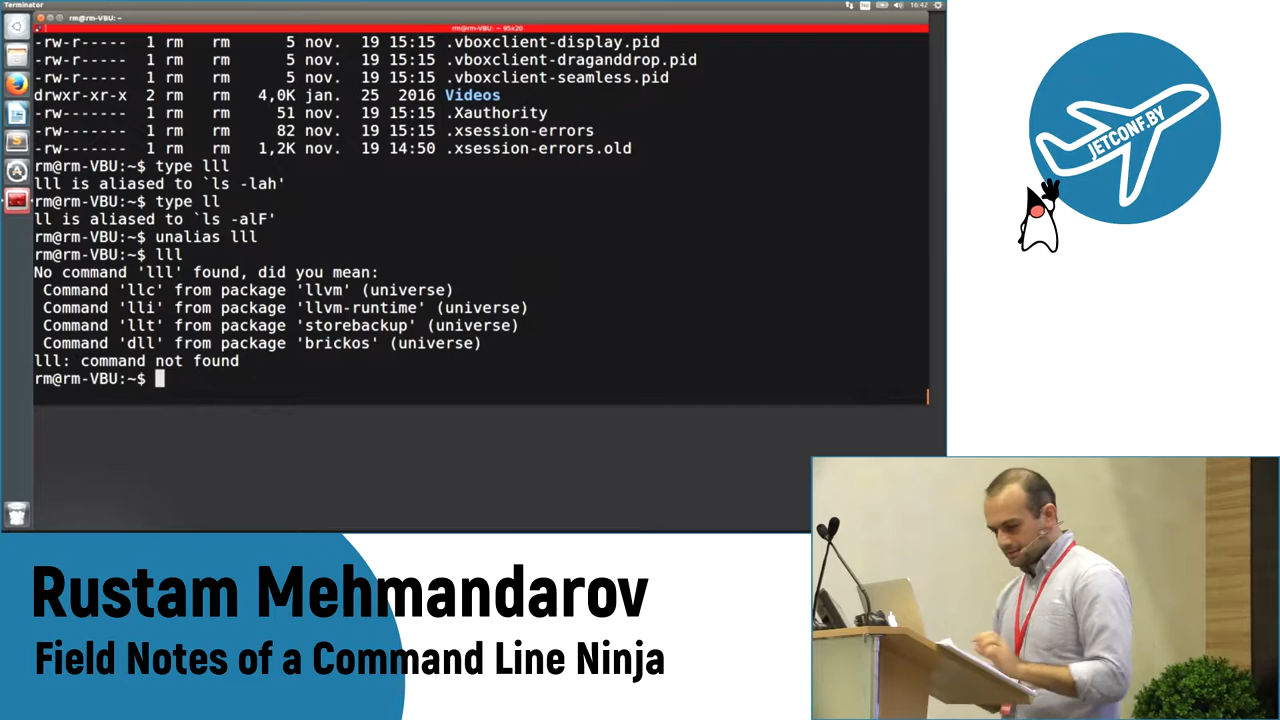 Terminator
No
16:42
rm@rm-VBU: ~
rm@rm-VBU: ~ 95x20
-rw-r----- 1 rm rm 5 nov. 19 15:15 .vboxclient-display.pid
-rw-r----- 1 rm rm 5 nov. 19 15:15 .vboxclient-draganddrop.pid
-rw-r----- 1 rm rm 5 nov. 19 15:15 .vboxclient-seamless.pid
drwxr-xr-x 2 rm rm 4,0K jan. 25 2016 Videos
-rw------- 1 rm rm 51 nov. 19 15:15 .Xauthority
-rw------- 1 rm rm 82 nov. 19 15:15 .xsession-errors
-rw------- 1 rm rm 1,2K nov. 19 14:50 .xsession-errors.old
rm@rm-VBU:~$ type lll
lll is aliased to `ls -lah'
rm@rm-VBU:~$ type ll
ll is aliased to `ls -alF'
rm@rm-VBU:~$ unalias lll
rm@rm-VBU:~$ lll
No command 'lll' found, did you mean:
Command 'llc' from package 'llvm' (universe)
Command 'lli' from package 'llvm-runtime' (universe)
Command 'llt' from package 'storebackup' (universe)
Command 'dll' from package 'brickos' (universe)
lll: command not found
rm@rm-VBU:~$
JETCONF.BY
Rustam Mehmandarov
Field Notes of a Command Line Ninja